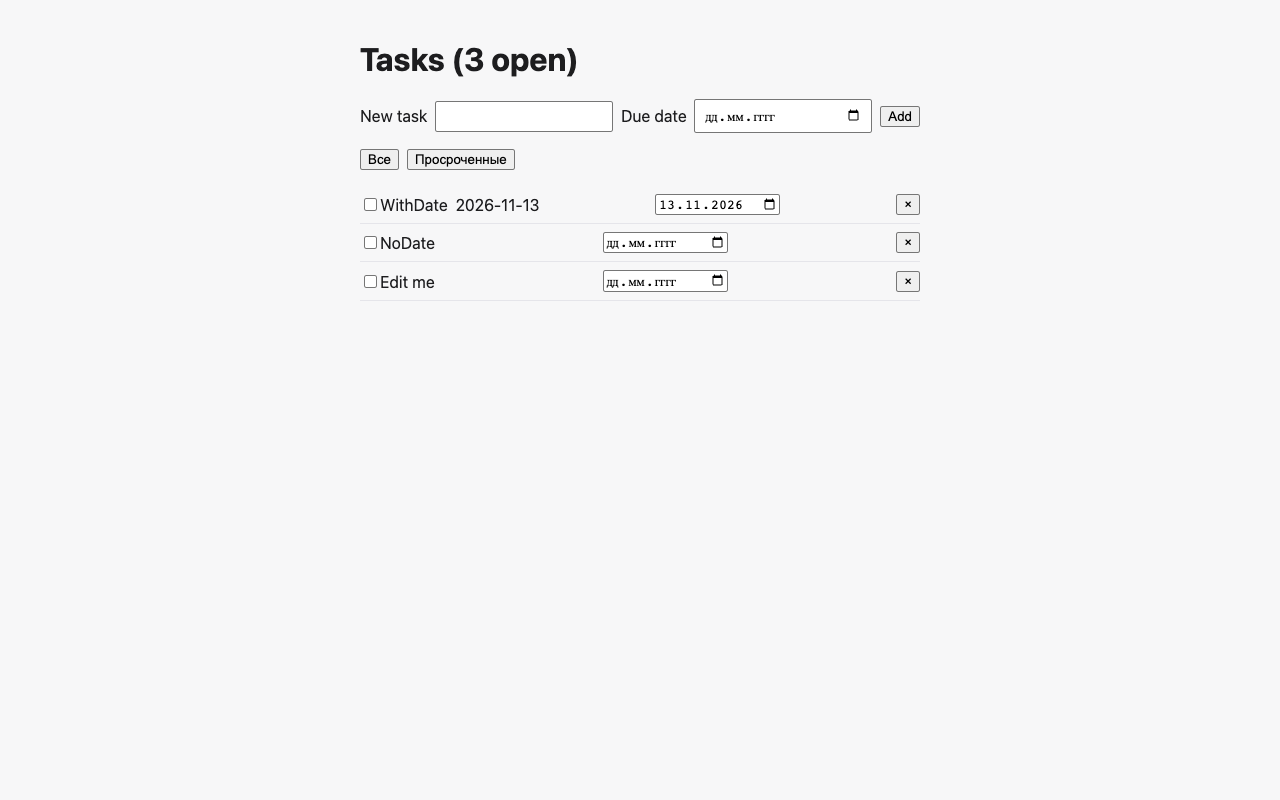 Tasks (3 open)
New task Due date дд.мм.гггг Add
Все Просроченные
WithDate 2026-11-13 13.11.2026 ×
NoDate дд.мм.гггг ×
Edit me дд.мм.гггг ×